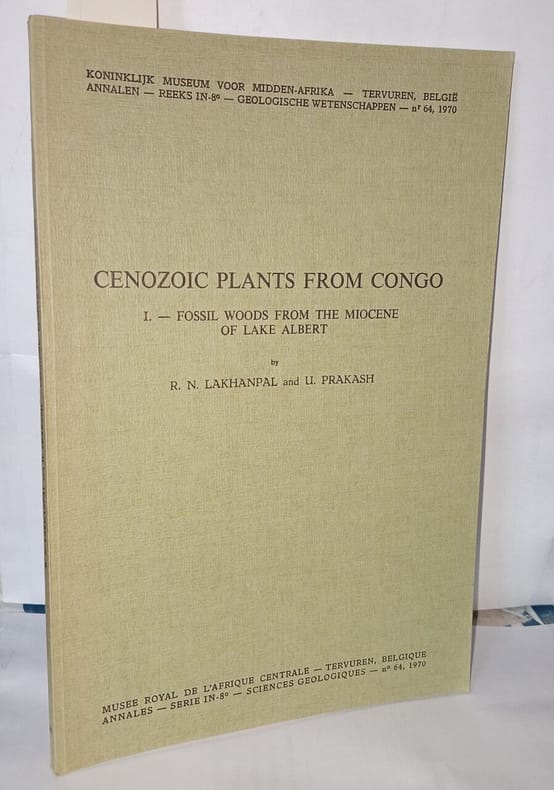 KONINKLIJK MUSEUM VOOR MIDDEN-AFRIKA — TERVUREN, BELGIË
ANNALEN — REEKS IN-8° — GEOLOGISCHE WETENSCHAPPEN — nʳ 64, 1970
CENOZOIC PLANTS FROM CONGO
I. — FOSSIL WOODS FROM THE MIOCENE
OF LAKE ALBERT
by
R. N. LAKHANPAL and U. PRAKASH
MUSEE ROYAL DE L'AFRIQUE CENTRALE — TERVUREN, BELGIQUE
ANNALES — SERIE IN-8° — SCIENCES GEOLOGIQUES — n° 64, 1970